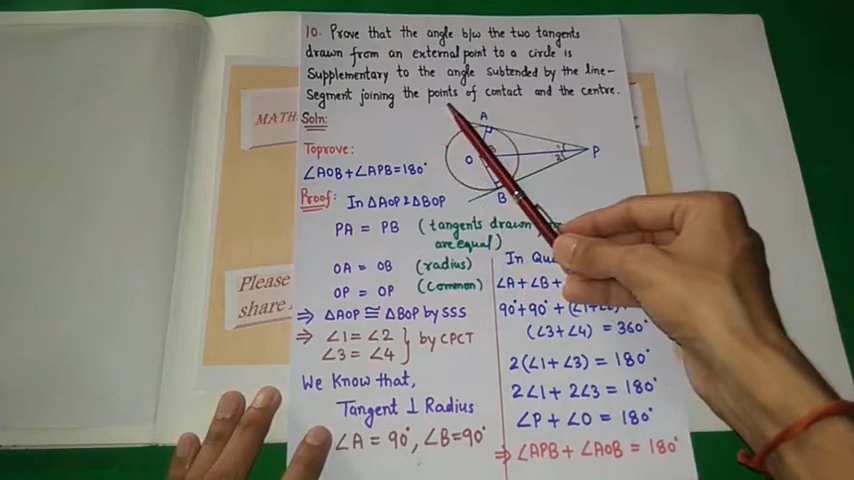 10. Prove that the angle b/w the two tangents
drawn from an external point to a circle is
Supplementary to the angle subtended by the line-
Segment joining the points of contact and the centre.
Soln:
A
O
P
B
To prove:
∠AOB + ∠APB = 180°
Proof: In ΔAOP & ΔBOP
PA = PB (tangents drawn
are equal)
OA = OB (radius)
OP = OP (Common)
⇒ ΔAOP ≅ ΔBOP by SSS
⇒ ∠1 = ∠2
∠3 = ∠4 } by CPCT
We Know that,
Tangent ⊥ Radius
∠A = 90°, ∠B = 90°
In
∠A + ∠B +
90° + 90° + (∠1+∠2)
(∠3+∠4) = 360°
2(∠1 + ∠3) = 180°
2∠1 + 2∠3 = 180°
∠P + ∠O = 180°
⇒ ∠APB + ∠AOB = 180°
MATH
Please
share